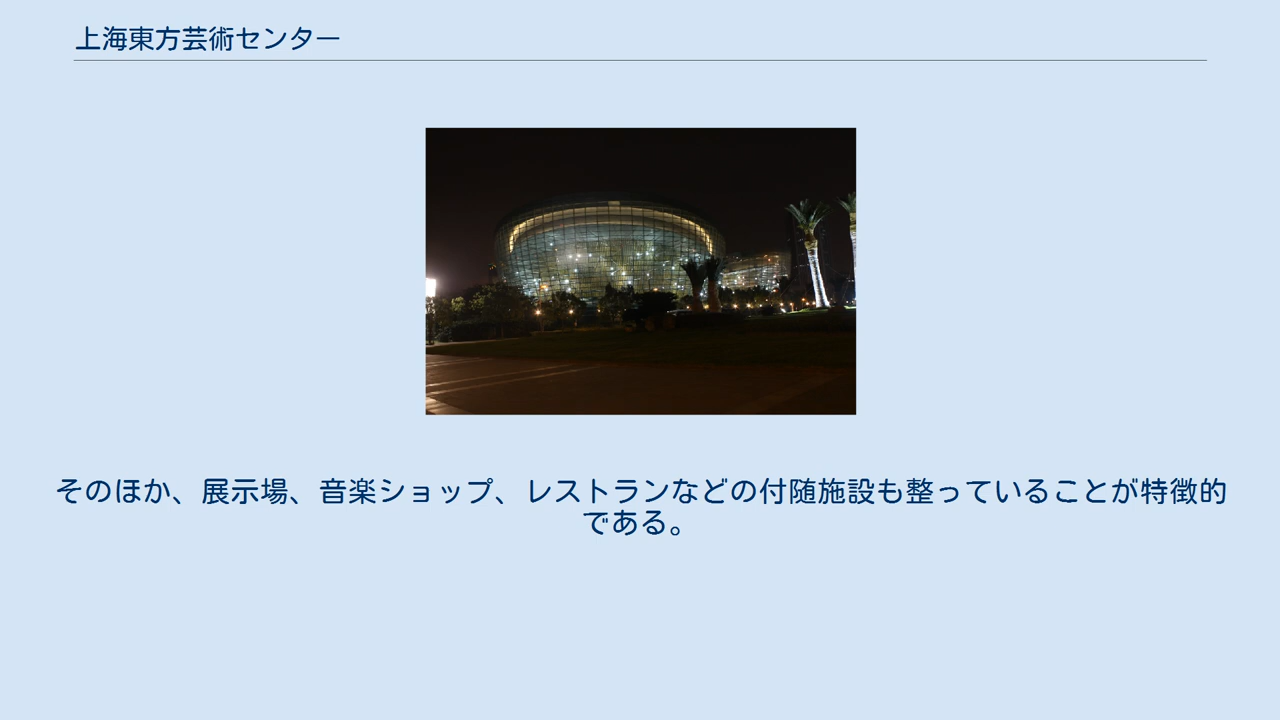 上海東方芸術センター
そのほか、展示場、音楽ショップ、レストランなどの付随施設も整っていることが特徴的
である。